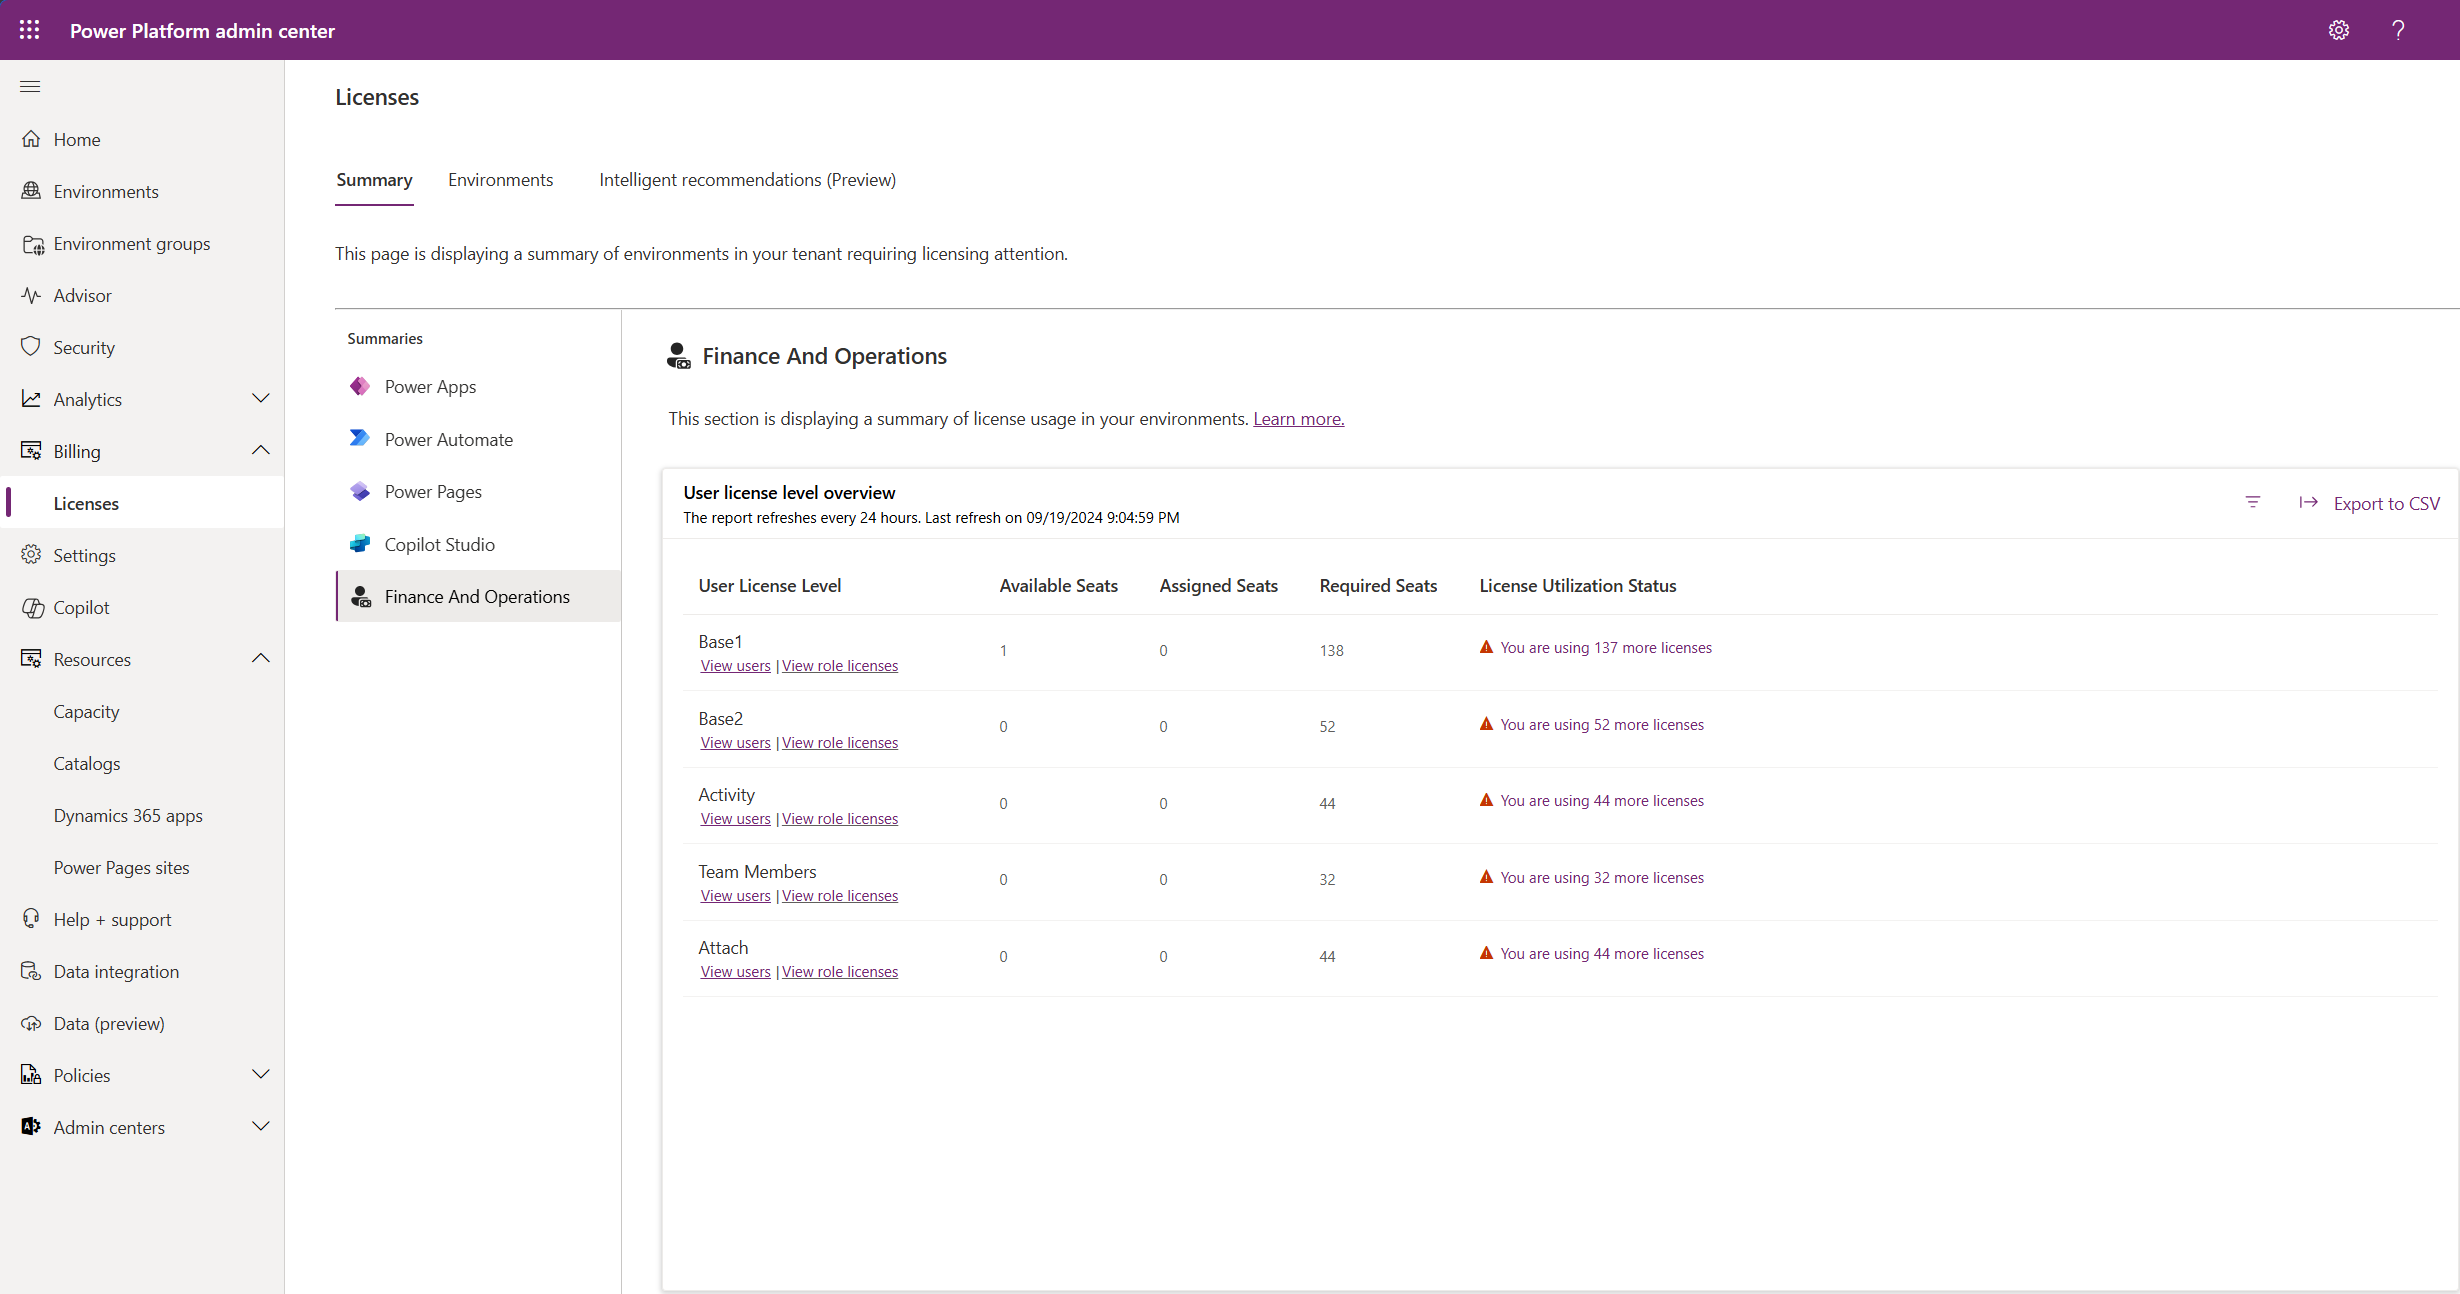 Power Platform admin center
?
Home
Environments
Environment groups
Advisor
Security
Analytics
Billing
Licenses
Settings
Copilot
Resources
Capacity
Catalogs
Dynamics 365 apps
Power Pages sites
Help + support
Data integration
Data (preview)
Policies
Admin centers
Licenses
Summary Environments Intelligent recommendations (Preview)
This page is displaying a summary of environments in your tenant requiring licensing attention.
Summaries
Power Apps
Power Automate
Power Pages
Copilot Studio
Finance And Operations
Finance And Operations
This section is displaying a summary of license usage in your environments. Learn more.
User license level overview
The report refreshes every 24 hours. Last refresh on 09/19/2024 9:04:59 PM
Export to CSV
User License Level Available Seats Assigned Seats Required Seats License Utilization Status
Base1
View users | View role licenses
1 0 138 You are using 137 more licenses
Base2
View users | View role licenses
0 0 52 You are using 52 more licenses
Activity
View users | View role licenses
0 0 44 You are using 44 more licenses
Team Members
View users | View role licenses
0 0 32 You are using 32 more licenses
Attach
View users | View role licenses
0 0 44 You are using 44 more licenses